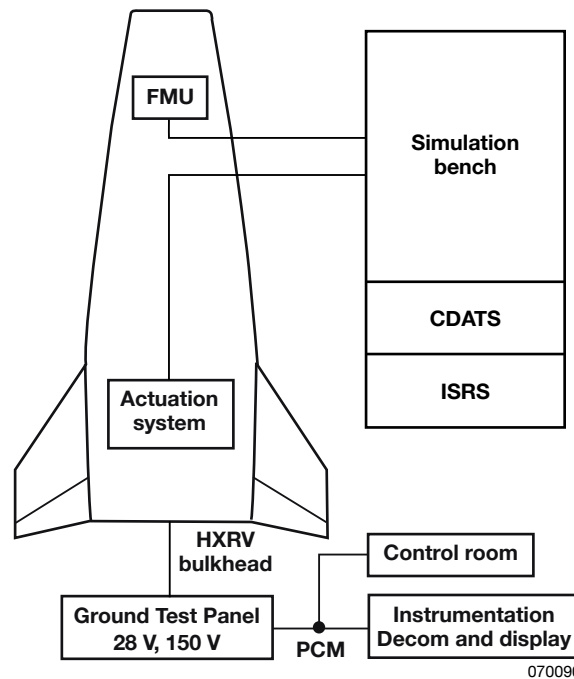 FMU
Simulation
bench
CDATS
ISRS
Actuation
system
HXRV
bulkhead
Control room
Ground Test Panel
28 V, 150 V
PCM
Instrumentation
Decom and display